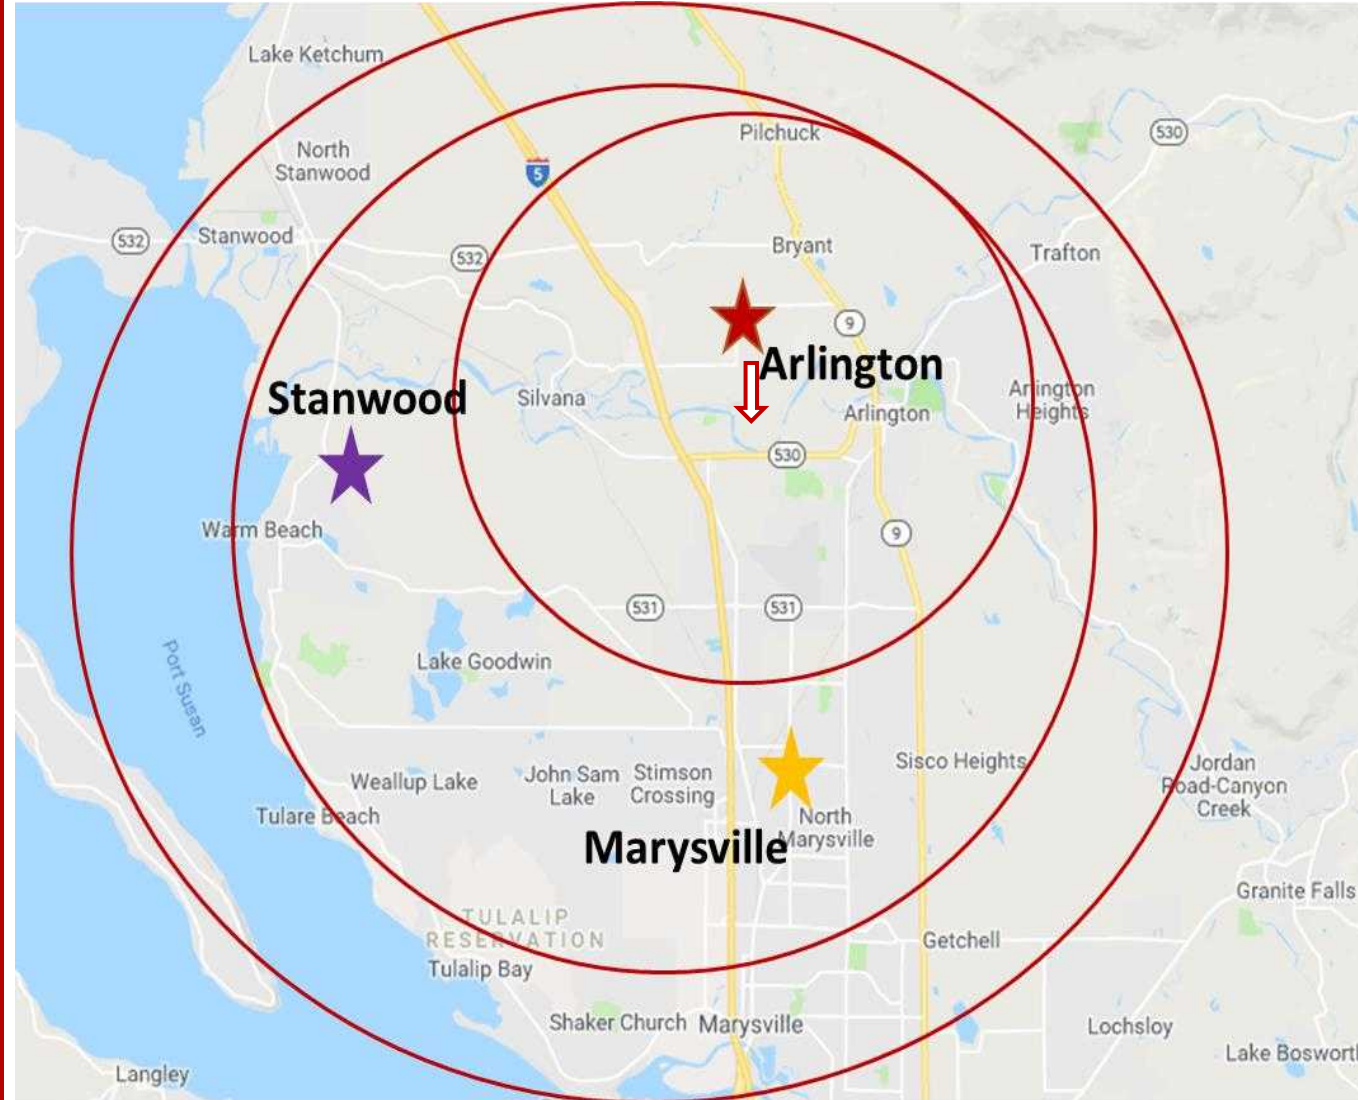 Lake Ketchum
Pilchuck
530
North
Stanwood
5
532
Stanwood
532
Bryant
Trafton
9
Arlington
Stanwood
Silvana
Arlington
Arlington
Heights
530
Warm Beach
9
531
531
Lake Goodwin
Port Susan
Sisco Heights
Weallup Lake
John Sam
Lake
Stimson
Crossing
Jordan
Road-Canyon
Creek
Tulare Beach
North
Marysville
Marysville
Granite Falls
TULALIP
RESERVATION
Getchell
Tulalip Bay
Shaker Church
Marysville
Lochsloy
Lake Boswort
Langley